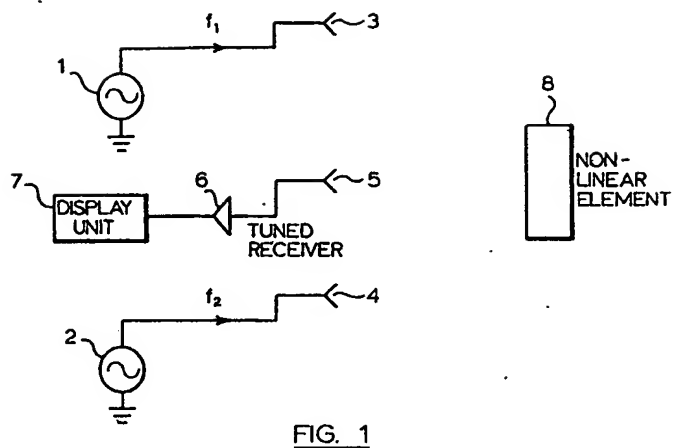 f₁
3
1
8
NON-
LINEAR
ELEMENT
7
DISPLAY
UNIT
6
5
TUNED
RECEIVER
f₂
4
2
FIG. 1